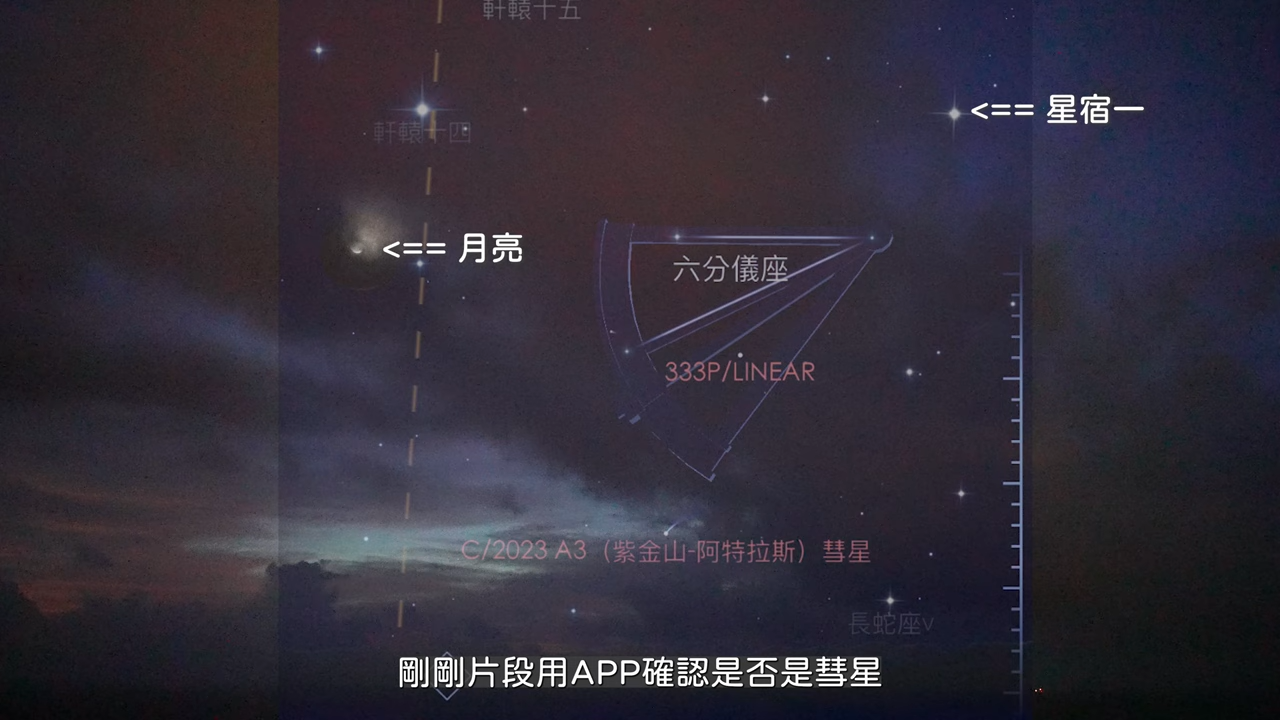 軒轅十五
<== 星宿一
軒轅十四
<== 月亮
六分儀座
333P/LINEAR
C/2023 A3（紫金山-阿特拉斯）彗星
長蛇座ν
剛剛片段用APP確認是否是彗星